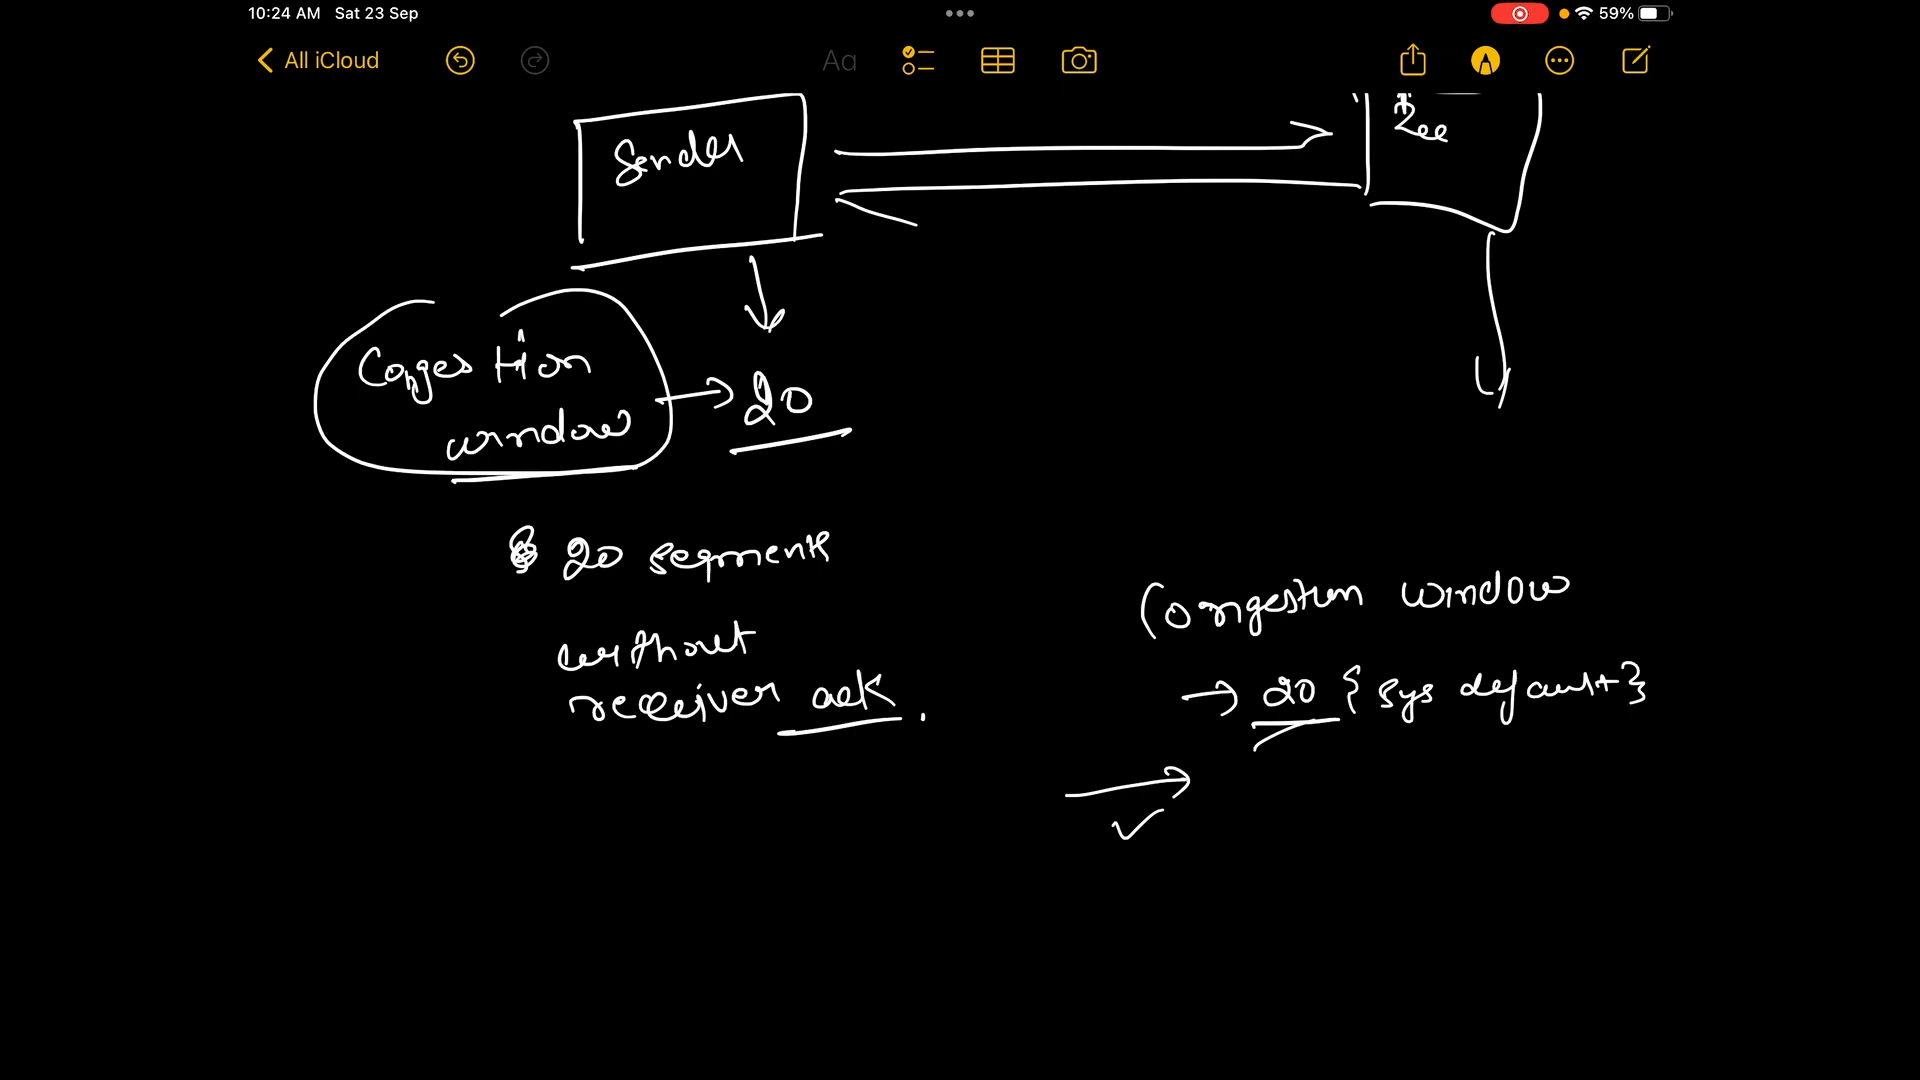 10:24 AM Sat 23 Sep
59%
All iCloud
Aa
Sender
Congestion
window
20
20 segments
without
receiver ack.
Congestion window
→ 20 {sys default}